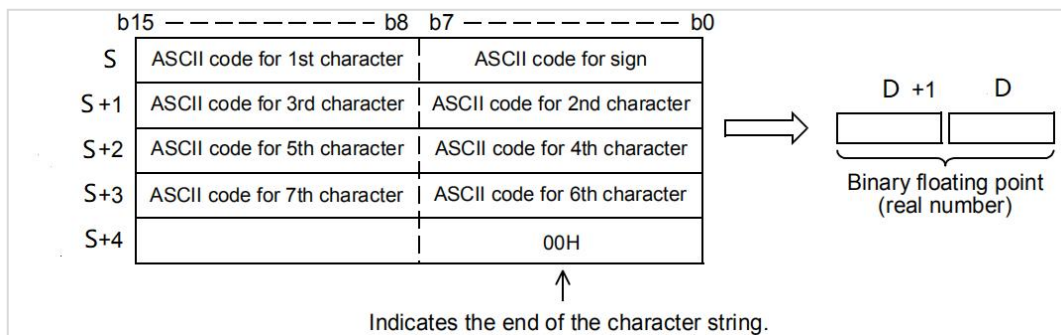 b15 b8 b7 b0
S ASCII code for 1st character ASCII code for sign
S+1 ASCII code for 3rd character ASCII code for 2nd character
S+2 ASCII code for 5th character ASCII code for 4th character
S+3 ASCII code for 7th character ASCII code for 6th character
S+4 00H
Indicates the end of the character string.
D +1 D
Binary floating point
(real number)